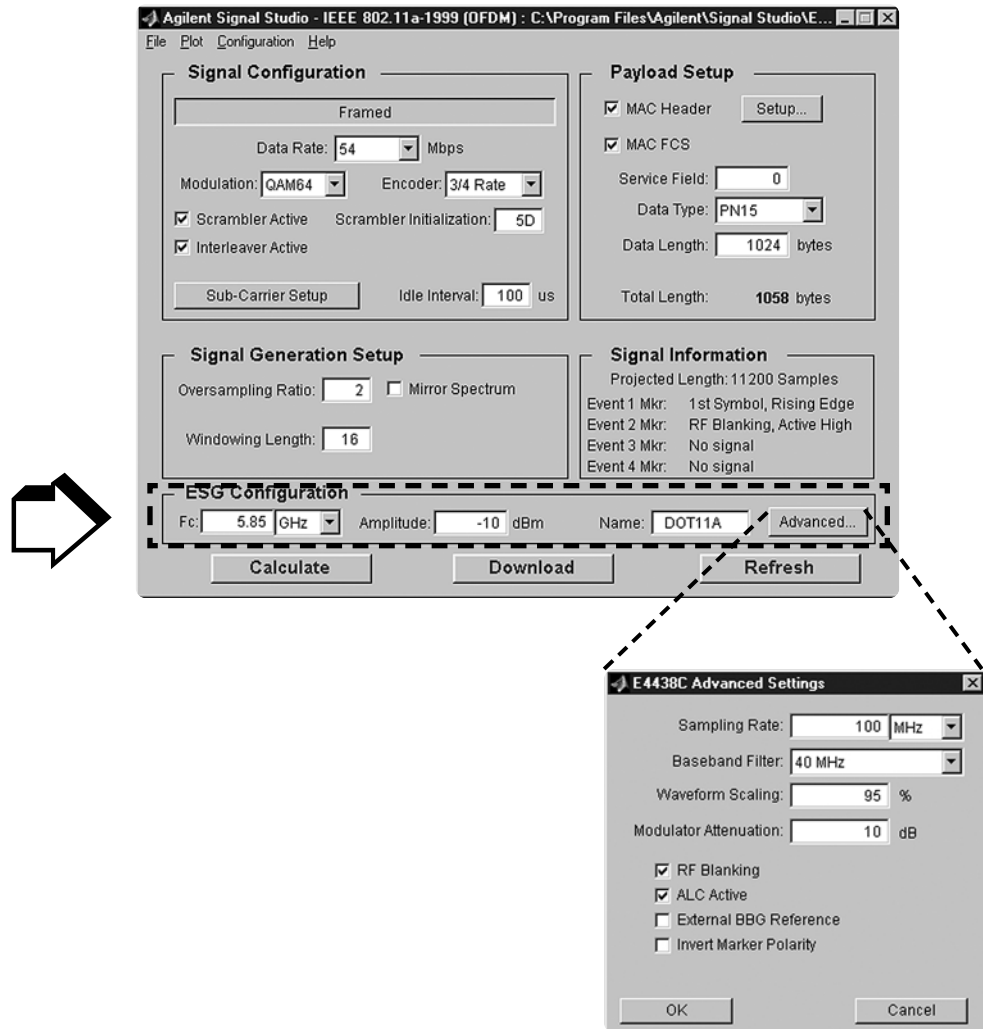 Agilent Signal Studio - IEEE 802.11a-1999 (OFDM) : C:\Program Files\Agilent\Signal Studio\E...
File Plot Configuration Help
Signal Configuration
Framed
Data Rate: 54 Mbps
Modulation: QAM64 Encoder: 3/4 Rate
Scrambler Active Scrambler Initialization: 5D
Interleaver Active
Sub-Carrier Setup Idle Interval: 100 us
Payload Setup
MAC Header Setup...
MAC FCS
Service Field: 0
Data Type: PN15
Data Length: 1024 bytes
Total Length: 1058 bytes
Signal Generation Setup
Oversampling Ratio: 2 Mirror Spectrum
Windowing Length: 16
Signal Information
Projected Length: 11200 Samples
Event 1 Mkr: 1st Symbol, Rising Edge
Event 2 Mkr: RF Blanking, Active High
Event 3 Mkr: No signal
Event 4 Mkr: No signal
ESG Configuration
Fc: 5.85 GHz Amplitude: -10 dBm Name: DOT11A Advanced...
Calculate Download Refresh
E4438C Advanced Settings
Sampling Rate: 100 MHz
Baseband Filter: 40 MHz
Waveform Scaling: 95 %
Modulator Attenuation: 10 dB
RF Blanking
ALC Active
External BBG Reference
Invert Marker Polarity
OK Cancel